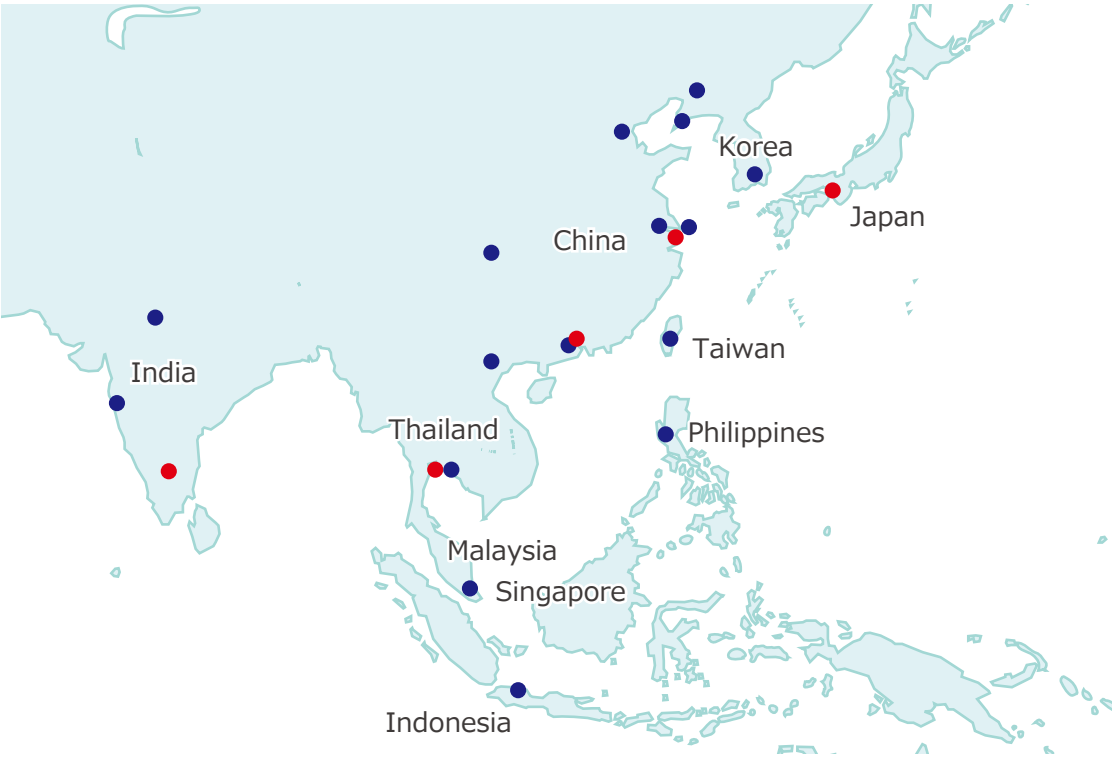 Korea
Japan
China
Taiwan
India
Thailand
Philippines
Malaysia
Singapore
Indonesia